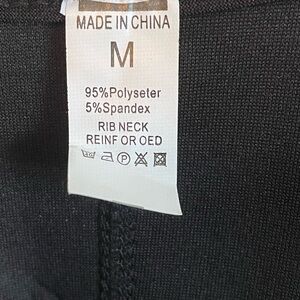 MADE IN CHINA
M
95%Polyseter
5%Spandex
RIB NECK
REINF OR OED